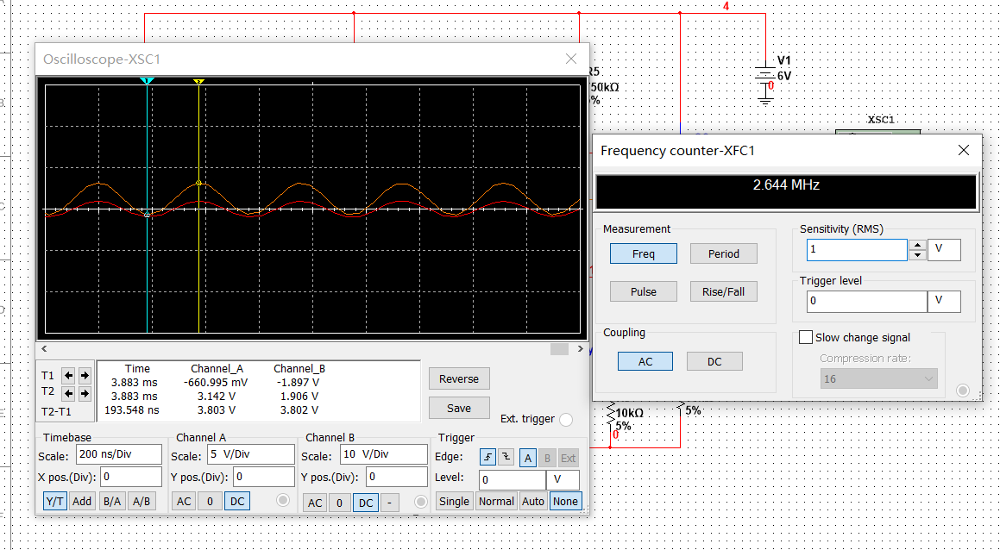 4
V1
6V
0
R5
50kΩ
%
XSC1
Oscilloscope-XSC1
1
2
Frequency counter-XFC1
2.644 MHz
Measurement
Freq
Period
Pulse
Rise/Fall
Coupling
AC
DC
Sensitivity (RMS)
1
V
Trigger level
0
V
Slow change signal
Compression rate:
16
Time Channel_A Channel_B
T1 3.883 ms -660.995 mV -1.897 V
T2 3.883 ms 3.142 V 1.906 V
T2-T1 193.548 ns 3.803 V 3.802 V
Reverse
Save
Ext. trigger
Timebase
Scale: 200 ns/Div
X pos.(Div): 0
Y/T Add B/A A/B
Channel A
Scale: 5 V/Div
Y pos.(Div): 0
AC 0 DC
Channel B
Scale: 10 V/Div
Y pos.(Div): 0
AC 0 DC -
Trigger
Edge: A B Ext
Level: 0 V
Single Normal Auto None
10kΩ
5%
0
5%